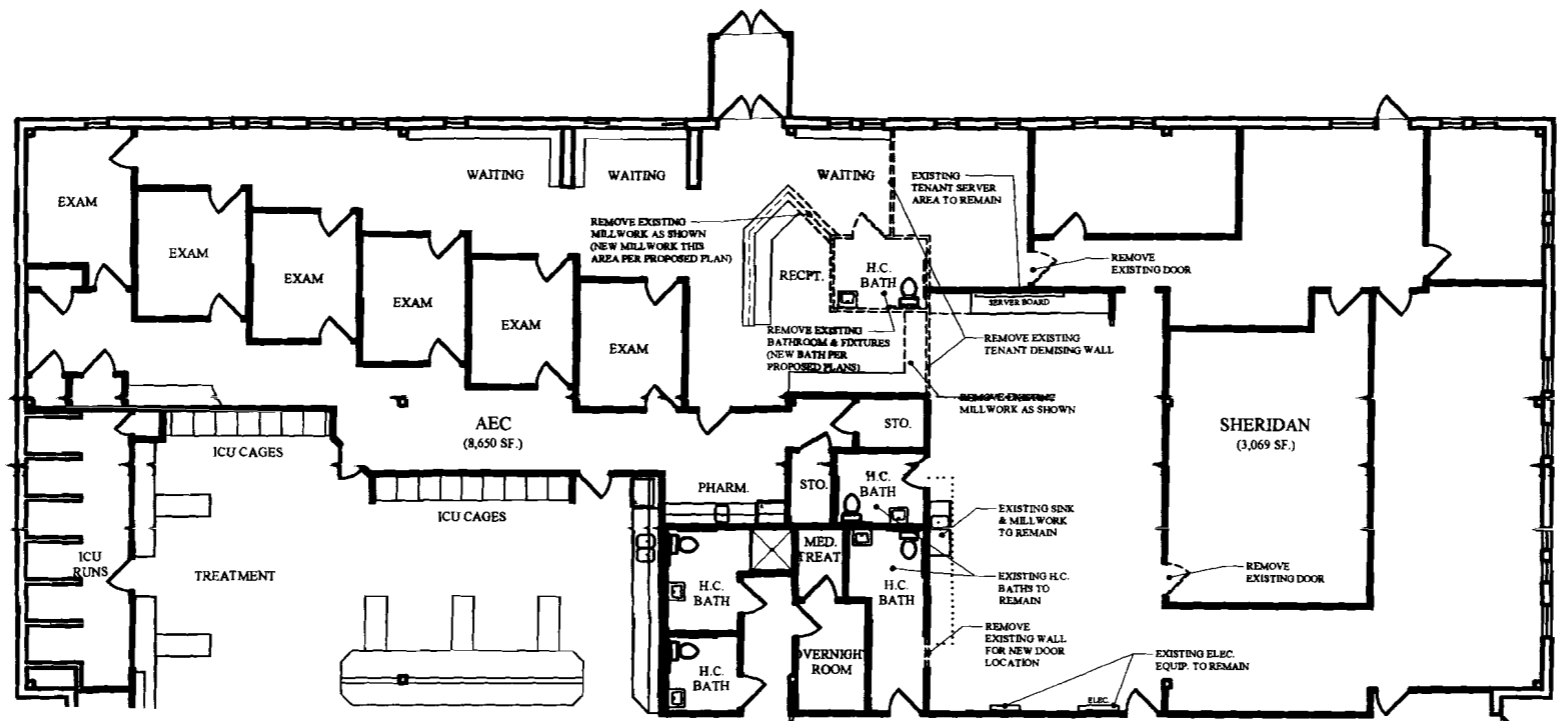 WAITING
WAITING
WAITING
EXISTING
TENANT SERVER
AREA TO REMAIN
EXAM
REMOVE EXISTING
MILLWORK AS SHOWN
(NEW MILLWORK THIS
AREA PER PROPOSED PLAN)
EXAM
EXAM
EXAM
EXAM
EXAM
RECPT.
H.C.
BATH
REMOVE
EXISTING DOOR
SERVER BOARD
REMOVE EXISTING
BATHROOM & FIXTURES
(NEW BATH PER
PROPOSED PLANS)
REMOVE EXISTING
TENANT DEMISING WALL
REMOVE EXISTING
MILLWORK AS SHOWN
AEC
(8,650 SF.)
STO.
SHERIDAN
(3,069 SF.)
ICU CAGES
ICU CAGES
PHARM.
STO.
H.C.
BATH
EXISTING SINK
& MILLWORK
TO REMAIN
ICU
RUNS
TREATMENT
MED.
TREAT.
H.C.
BATH
H.C.
BATH
EXISTING H.C.
BATHS TO
REMAIN
REMOVE
EXISTING DOOR
REMOVE
EXISTING WALL
FOR NEW DOOR
LOCATION
OVERNIGHT
ROOM
H.C.
BATH
EXISTING ELEC.
EQUIP. TO REMAIN
ELEC.